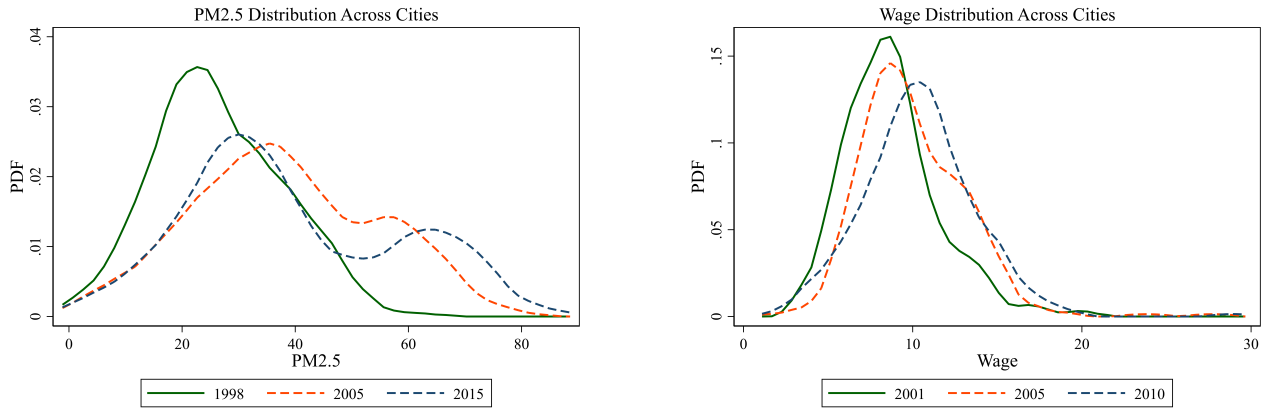 PM2.5 Distribution Across Cities
PDF
.04
.03
.02
.01
0
0 20 40 60 80
PM2.5
1998 2005 2015
Wage Distribution Across Cities
PDF
.15
.1
.05
0
0 10 20 30
Wage
2001 2005 2010